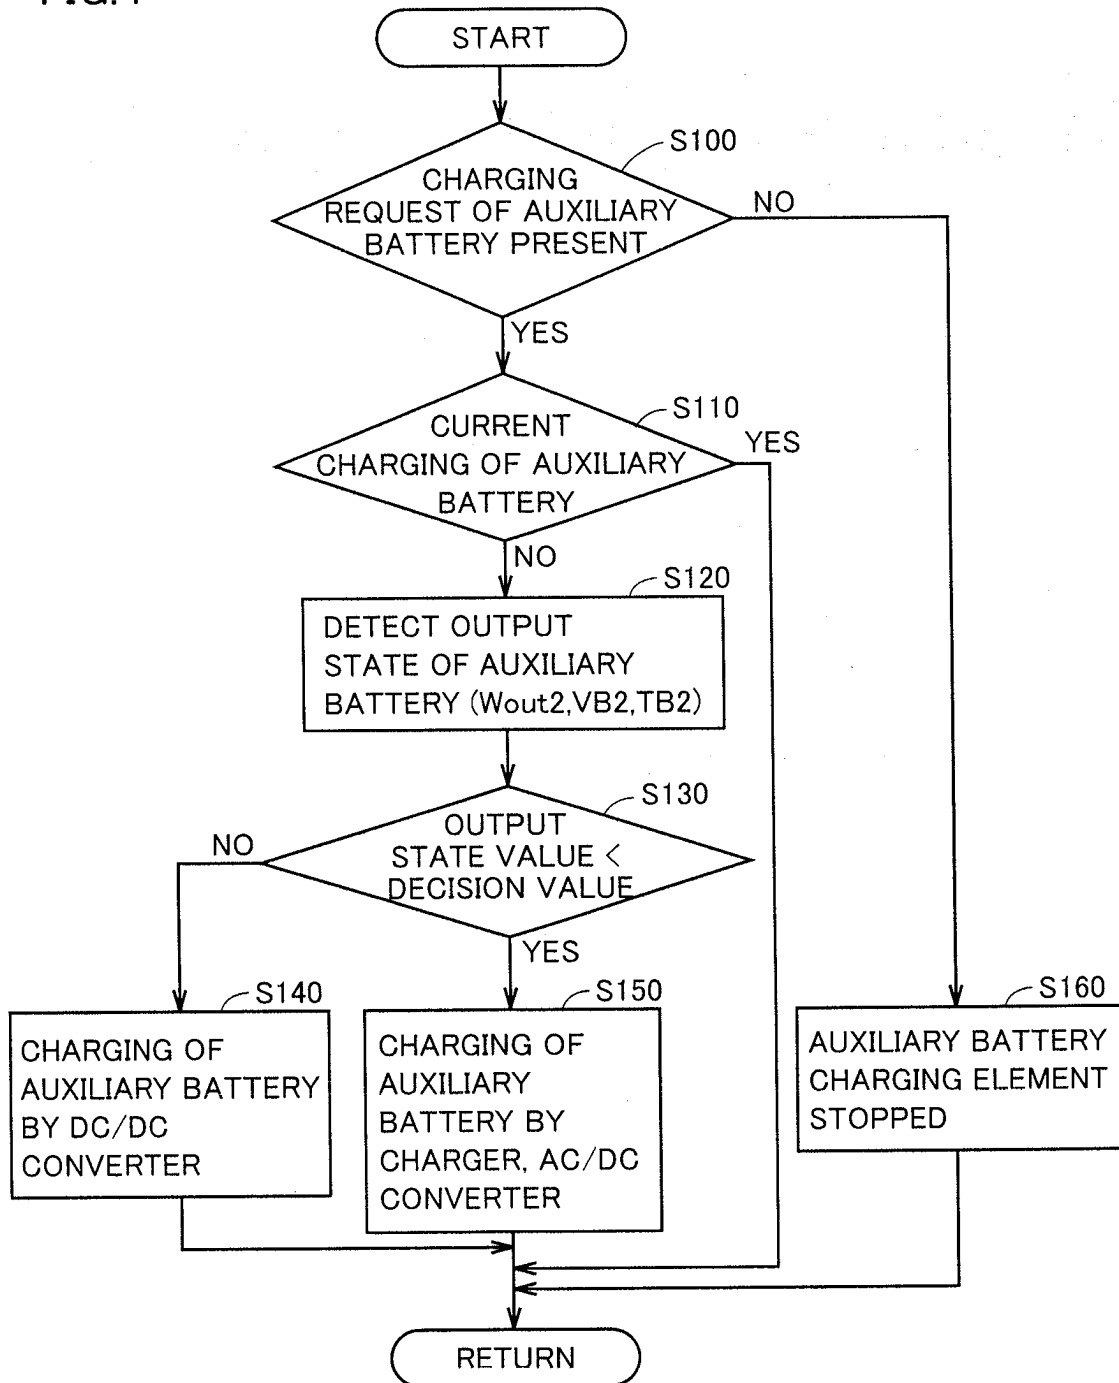 START
S100
CHARGING
REQUEST OF AUXILIARY
BATTERY PRESENT
NO
YES
S110
CURRENT
CHARGING OF AUXILIARY
BATTERY
YES
NO
S120
DETECT OUTPUT
STATE OF AUXILIARY
BATTERY (Wout2,VB2,TB2)
S130
OUTPUT
STATE VALUE <
DECISION VALUE
NO
YES
S140
CHARGING OF
AUXILIARY BATTERY
BY DC/DC
CONVERTER
S150
CHARGING OF
AUXILIARY
BATTERY BY
CHARGER, AC/DC
CONVERTER
S160
AUXILIARY BATTERY
CHARGING ELEMENT
STOPPED
RETURN